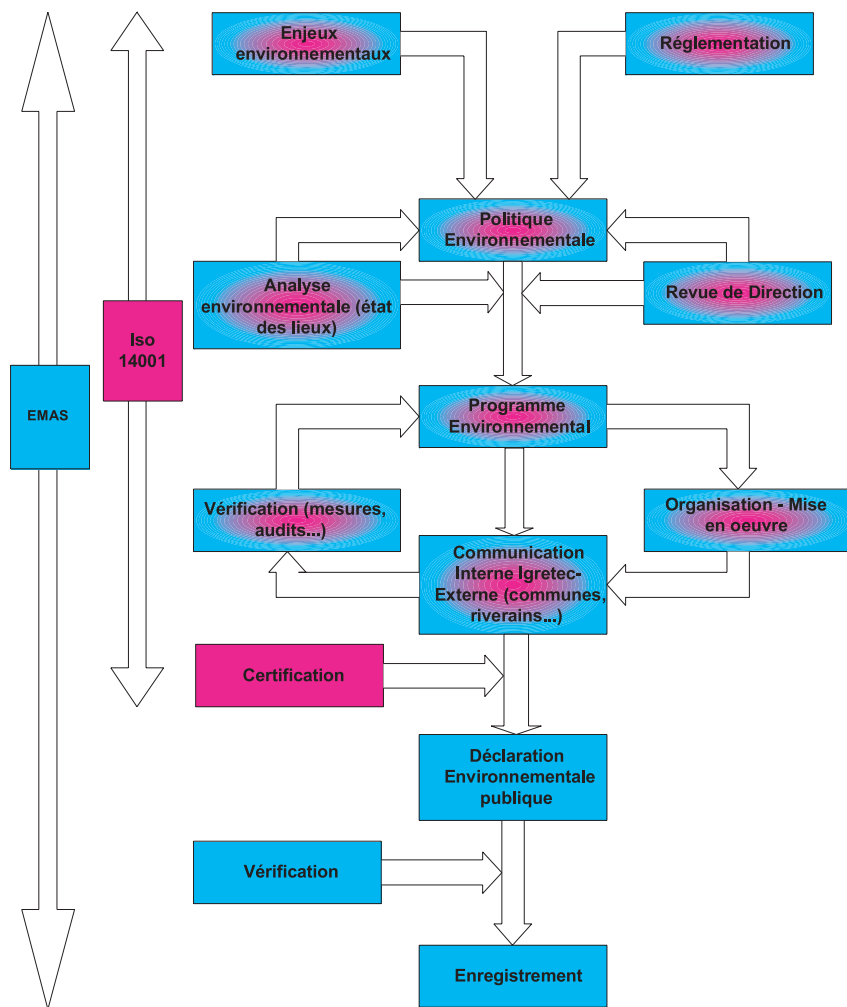 Enjeux
environnementaux
Réglementation
Politique
Environnementale
Analyse
environnementale (état
des lieux)
Revue de Direction
Iso
14001
EMAS
Programme
Environnemental
Vérification (mesures,
audits...)
Organisation - Mise
en oeuvre
Communication
Interne Igretec-
Externe (communes,
riverains...)
Certification
Déclaration
Environnementale
publique
Vérification
Enregistrement